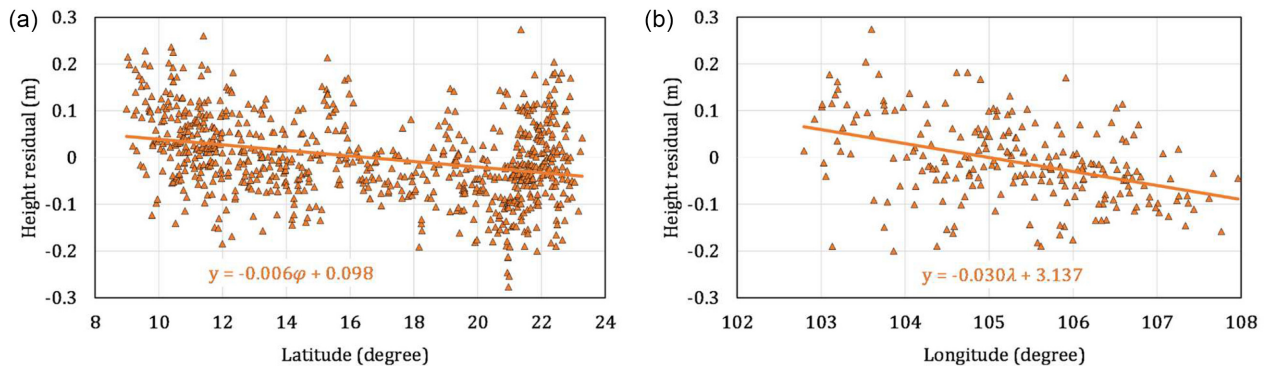 (a)
0.3
0.2
0.1
0
-0.1
-0.2
-0.3
Height residual (m)
y = -0.006φ + 0.098
8 10 12 14 16 18 20 22 24
Latitude (degree)
(b)
0.3
0.2
0.1
0
-0.1
-0.2
-0.3
Height residual (m)
y = -0.030λ + 3.137
102 103 104 105 106 107 108
Longitude (degree)